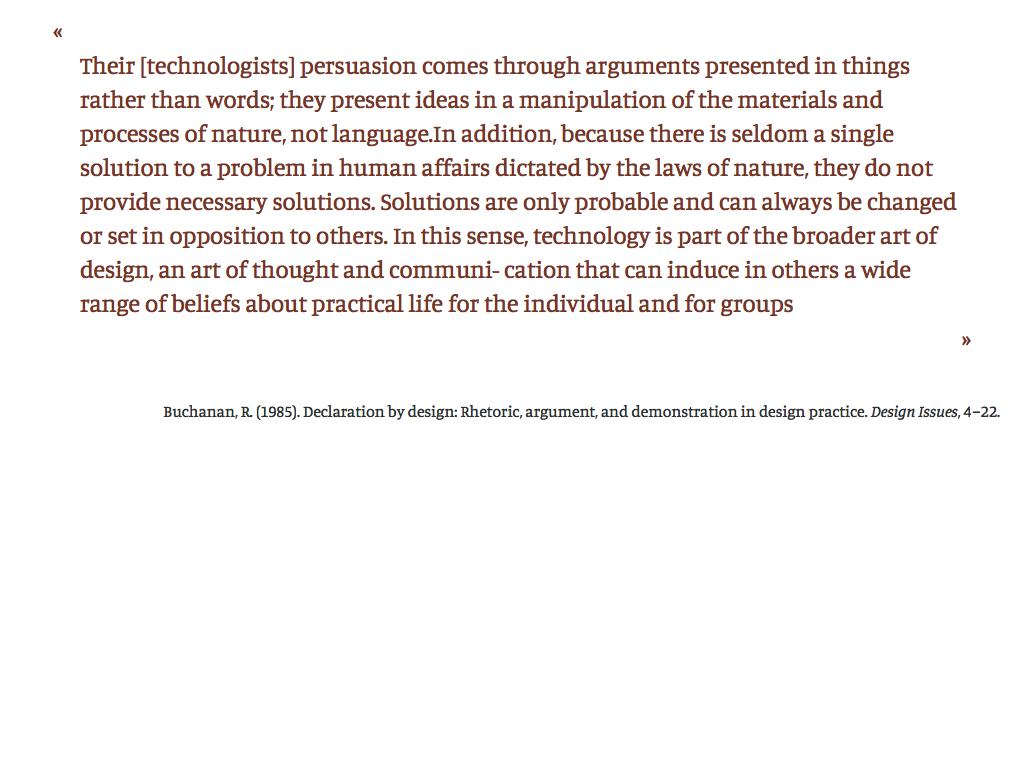 «
Their [technologists] persuasion comes through arguments presented in things
rather than words; they present ideas in a manipulation of the materials and
processes of nature, not language.In addition, because there is seldom a single
solution to a problem in human affairs dictated by the laws of nature, they do not
provide necessary solutions. Solutions are only probable and can always be changed
or set in opposition to others. In this sense, technology is part of the broader art of
design, an art of thought and communi- cation that can induce in others a wide
range of beliefs about practical life for the individual and for groups
»
Buchanan, R. (1985). Declaration by design: Rhetoric, argument, and demonstration in design practice. Design Issues, 4–22.